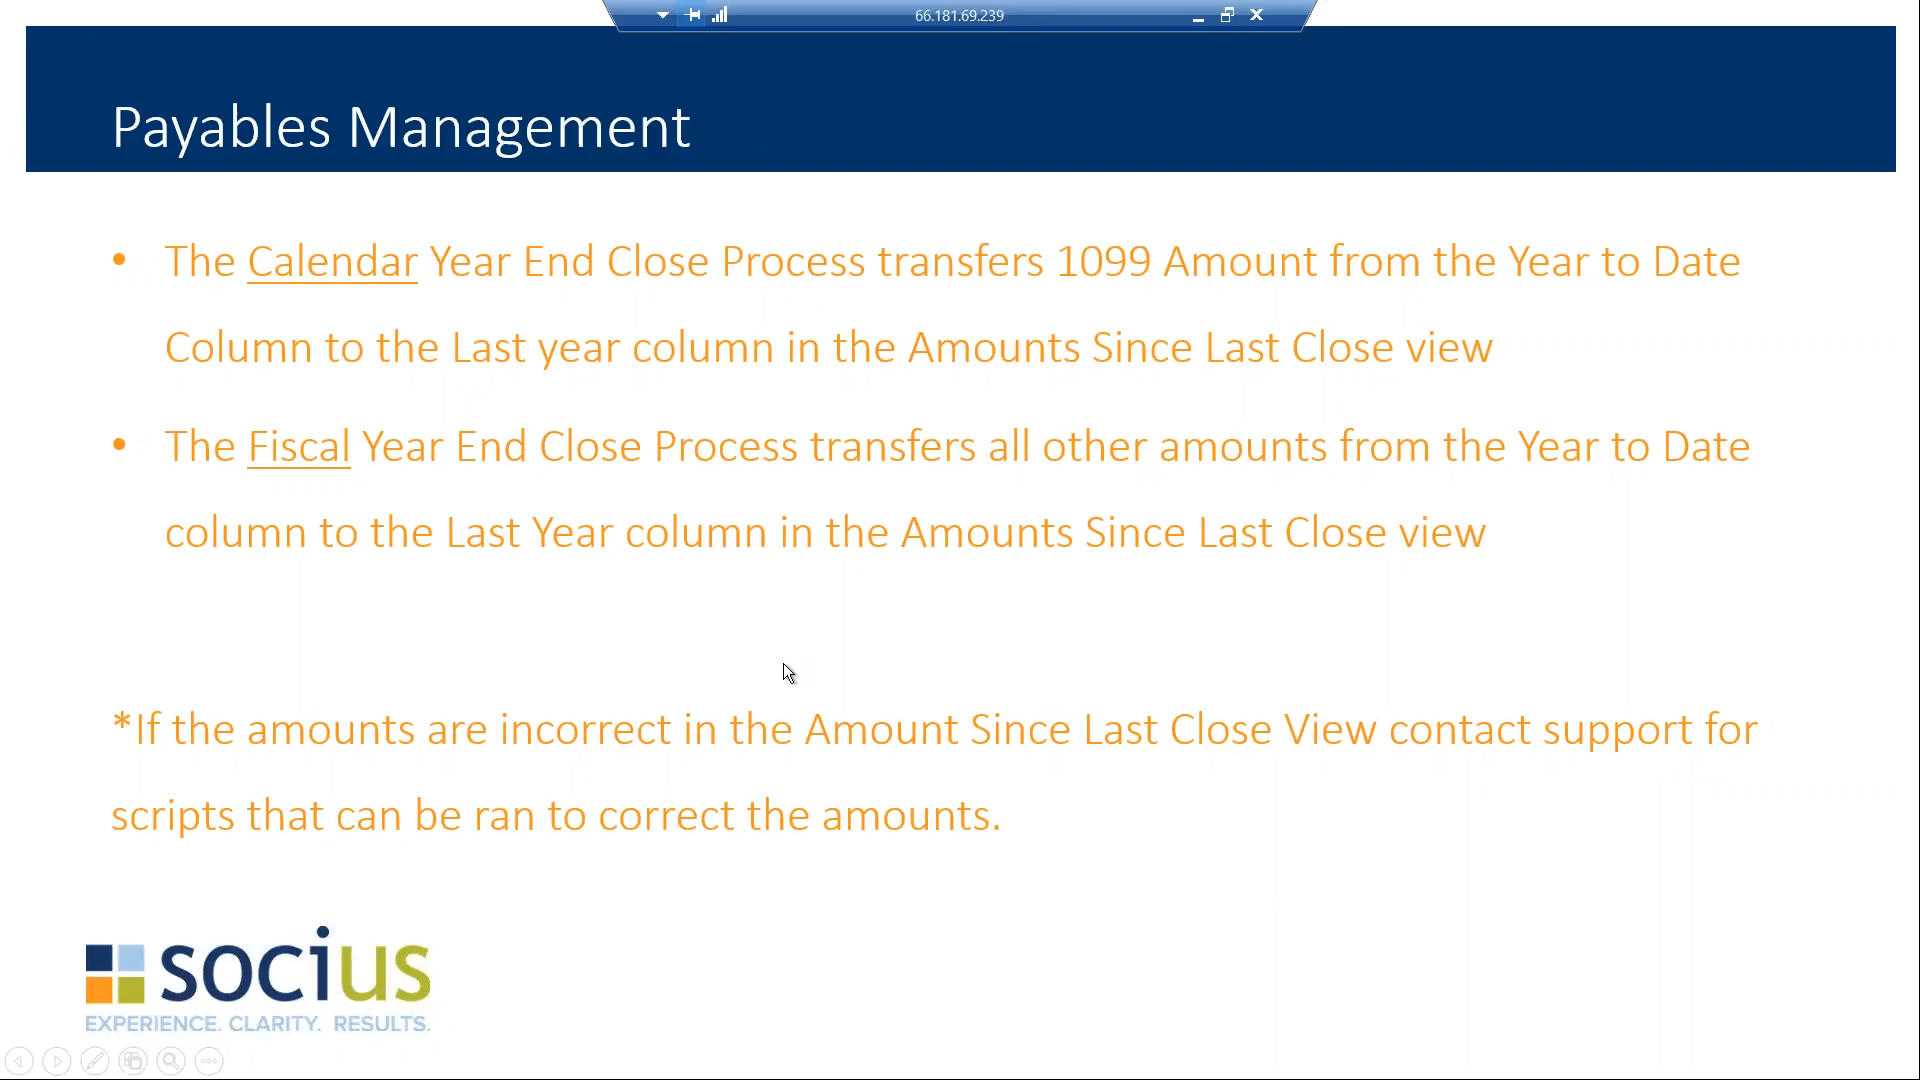 66.181.69.239
Payables Management
• The Calendar Year End Close Process transfers 1099 Amount from the Year to Date
Column to the Last year column in the Amounts Since Last Close view
• The Fiscal Year End Close Process transfers all other amounts from the Year to Date
column to the Last Year column in the Amounts Since Last Close view
*If the amounts are incorrect in the Amount Since Last Close View contact support for
scripts that can be ran to correct the amounts.
socius
EXPERIENCE. CLARITY. RESULTS.